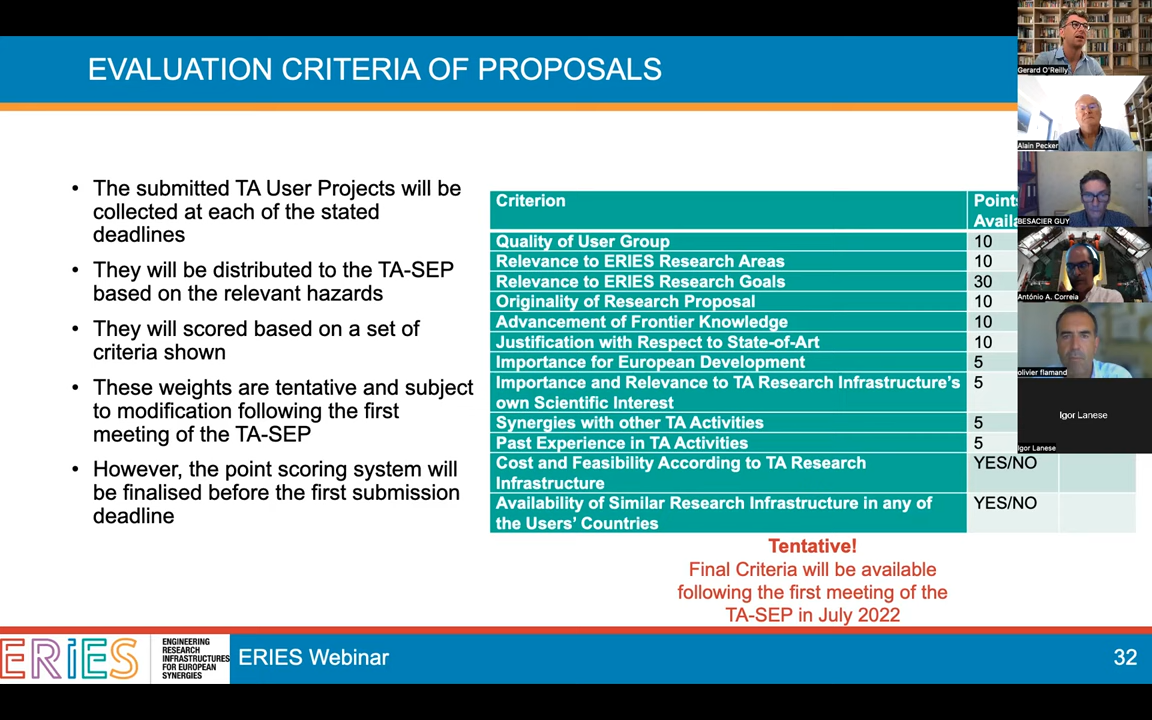 EVALUATION CRITERIA OF PROPOSALS
• The submitted TA User Projects will be
collected at each of the stated
deadlines
• They will be distributed to the TA-SEP
based on the relevant hazards
• They will scored based on a set of
criteria shown
• These weights are tentative and subject
to modification following the first
meeting of the TA-SEP
• However, the point scoring system will
be finalised before the first submission
deadline
Criterion
Points
Availa
Quality of User Group 10
Relevance to ERIES Research Areas 10
Relevance to ERIES Research Goals 30
Originality of Research Proposal 10
Advancement of Frontier Knowledge 10
Justification with Respect to State-of-Art 10
Importance for European Development 5
Importance and Relevance to TA Research Infrastructure's 5
own Scientific Interest
Synergies with other TA Activities 5
Past Experience in TA Activities 5
Cost and Feasibility According to TA Research YES/NO
Infrastructure
Availability of Similar Research Infrastructure in any of YES/NO
the Users' Countries
Tentative!
Final Criteria will be available
following the first meeting of the
TA-SEP in July 2022
ERIES
ENGINEERING
RESEARCH
INFRASTRUCTURES
FOR EUROPEAN
SYNERGIES
ERIES Webinar
32
Gerard O'Reilly
Alain Pecker
BESACIER GUY
António A. Correia
olivier flamand
Igor Lanese
Igor Lanese